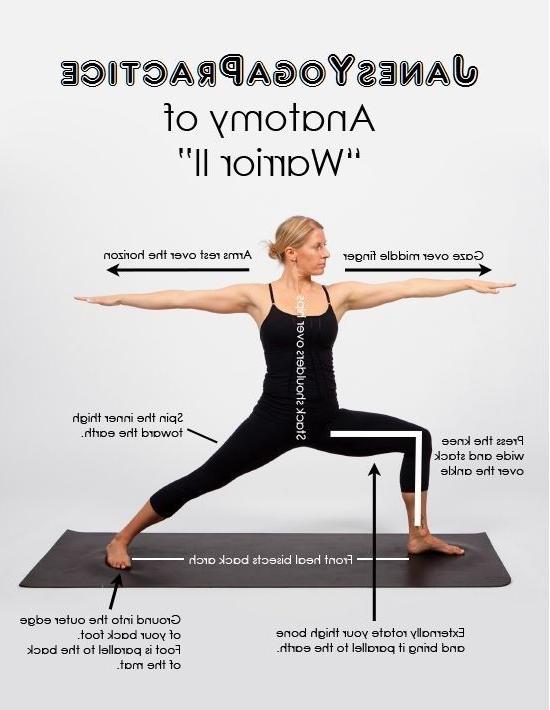 JANESYOGAPRACTICE
Anatomy of
“Warrior II”
Arms rest over the horizon
Gaze over middle finger
Stack shoulders over hips
Spin the inner thigh
toward the earth.
Press the knee
wide and stack
over the ankle
Front heal bisects back arch
Ground into the outer edge
of your back foot.
Foot is parallel to the back
of the mat.
Externally rotate your thigh bone
and bring it parallel to the earth.